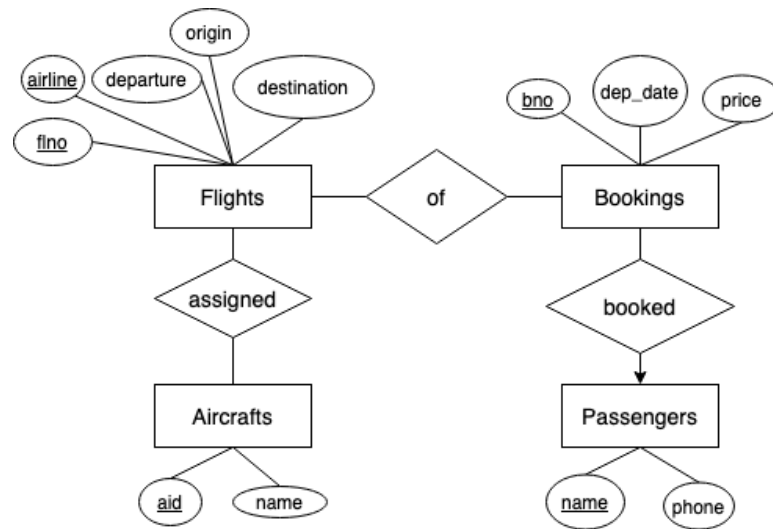 origin
airline
departure
destination
flno
bno
dep_date
price
Flights
of
Bookings
assigned
booked
Aircrafts
Passengers
aid
name
name
phone